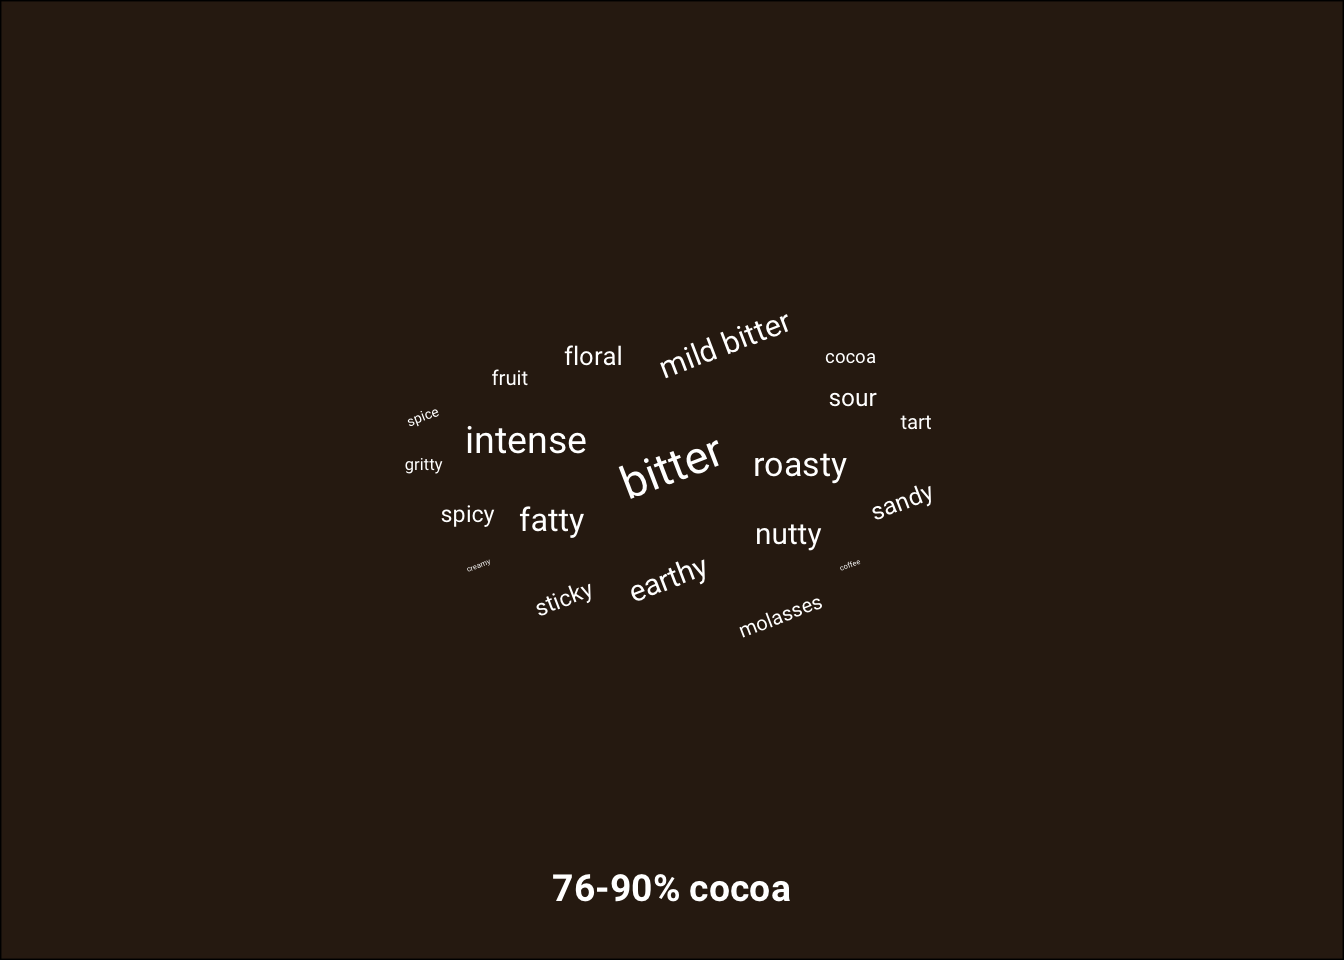 mild bitter
floral
cocoa
fruit
sour
spice
tart
intense
bitter
roasty
gritty
sandy
spicy
fatty
nutty
creamy
coffee
earthy
sticky
molasses
76-90% cocoa